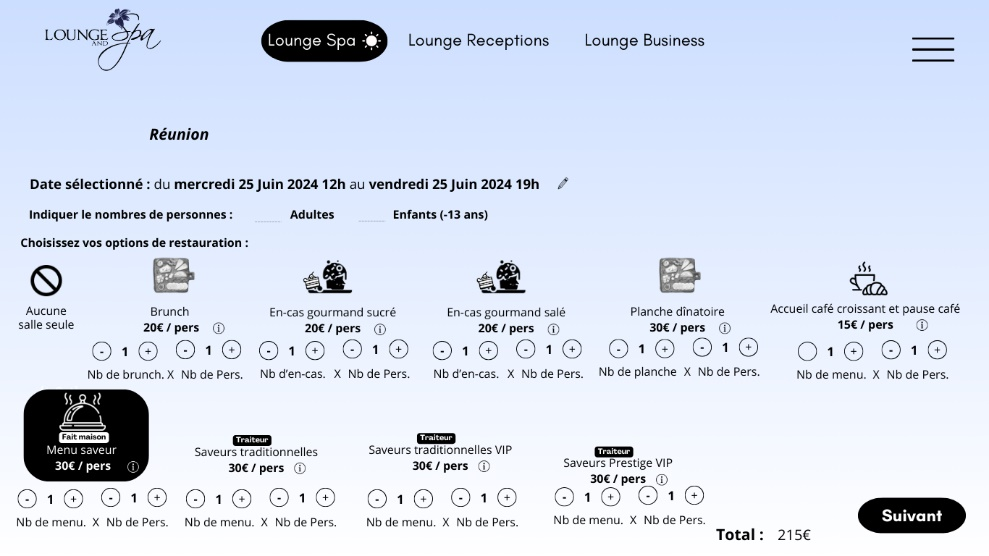 LOUNGE AND Spa
Lounge Spa Lounge Receptions Lounge Business
Réunion
Date sélectionné : du mercredi 25 Juin 2024 12h au vendredi 25 Juin 2024 19h
Indiquer le nombres de personnes : Adultes Enfants (-13 ans)
Choisissez vos options de restauration :
Aucune
salle seule
Brunch
20€ / pers
- 1 + - 1 +
Nb de brunch. X Nb de Pers.
En-cas gourmand sucré
20€ / pers
- 1 + - 1 +
Nb d'en-cas. X Nb de Pers.
En-cas gourmand salé
20€ / pers
- 1 + - 1 +
Nb d'en-cas. X Nb de Pers.
Planche dînatoire
30€ / pers
- 1 + - 1 +
Nb de planche X Nb de Pers.
Accueil café croissant et pause café
15€ / pers
1 + - 1 +
Nb de menu. X Nb de Pers.
Fait maison
Menu saveur
30€ / pers
- 1 + - 1 +
Nb de menu. X Nb de Pers.
Traiteur
Saveurs traditionnelles
30€ / pers
- 1 + - 1 +
Nb de menu. X Nb de Pers.
Traiteur
Saveurs traditionnelles VIP
30€ / pers
- 1 + - 1 +
Nb de menu. X Nb de Pers.
Traiteur
Saveurs Prestige VIP
30€ / pers
- 1 + - 1 +
Nb de menu. X Nb de Pers.
Total : 215€
Suivant